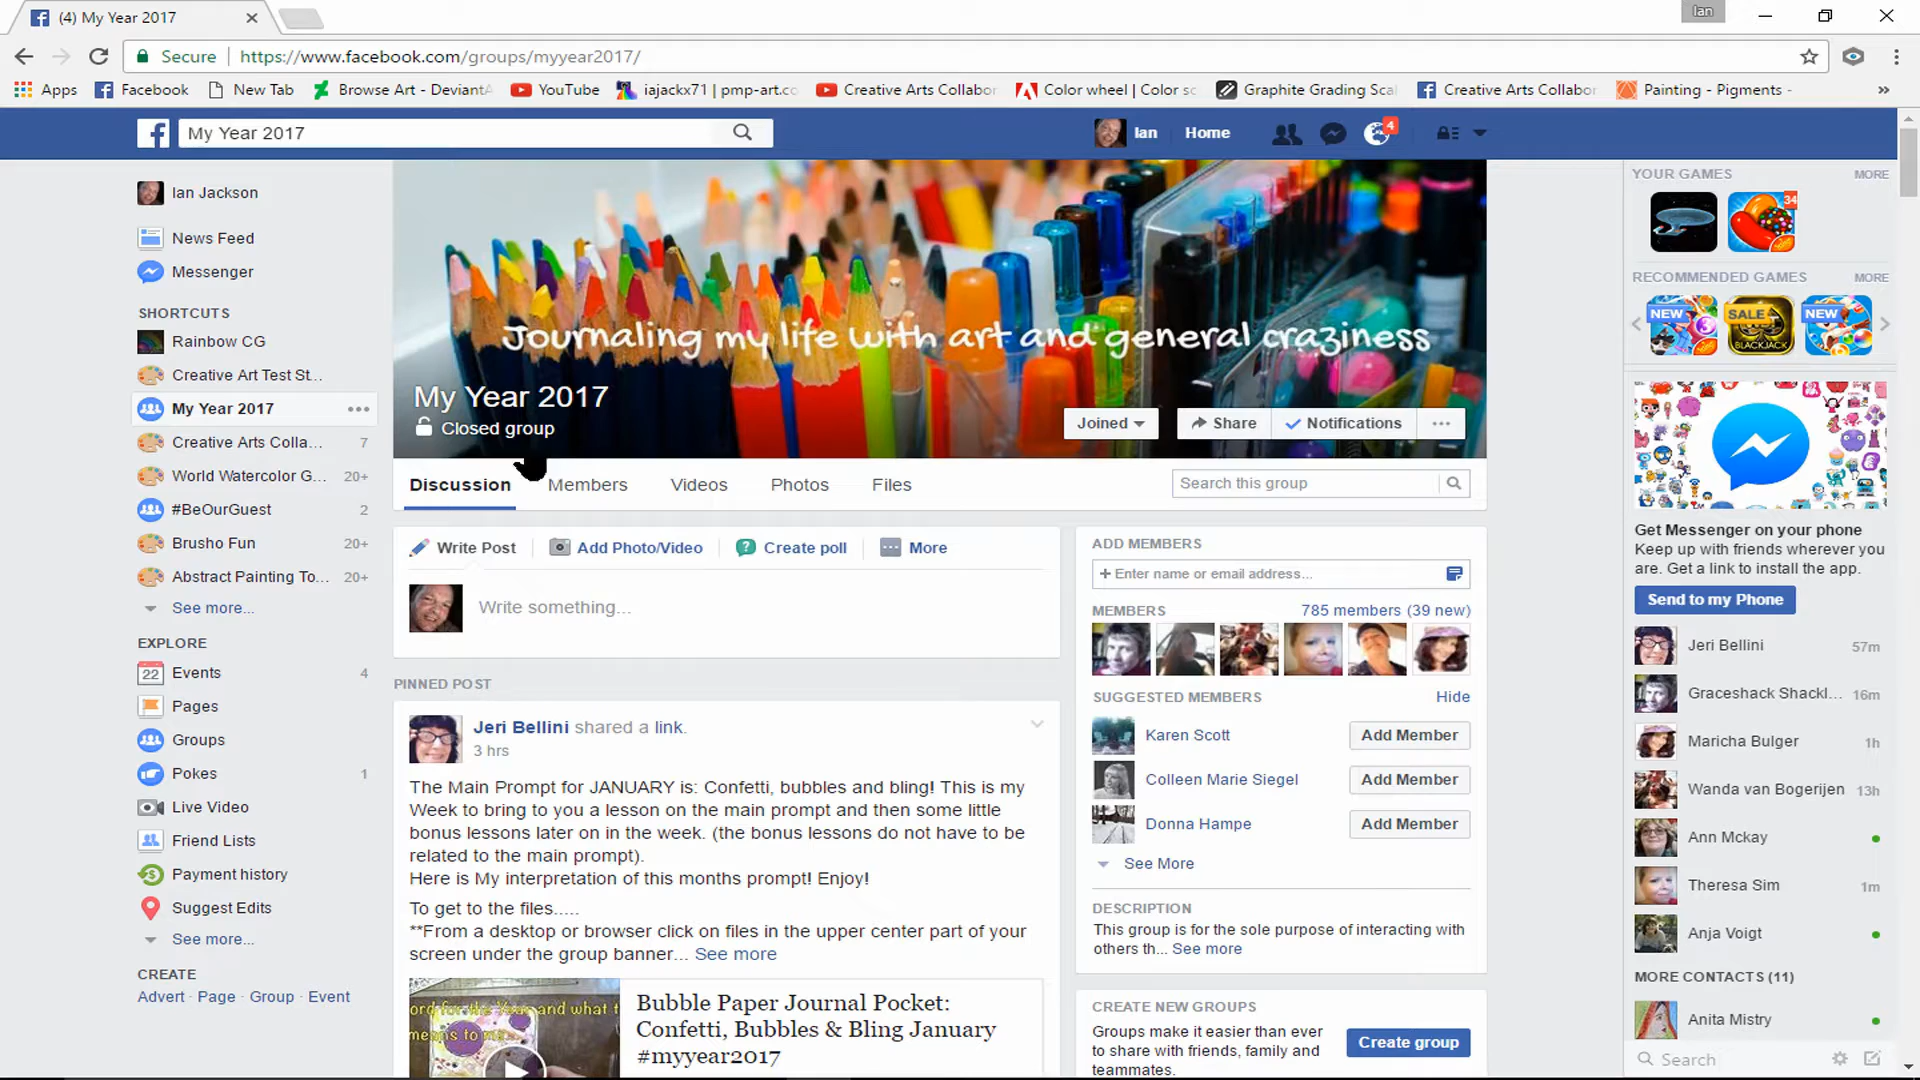 (4) My Year 2017
Ian
Secure
https://www.facebook.com/groups/myyear2017/
Apps
Facebook
New Tab
Browse Art - DeviantA
YouTube
iajackx71 | pmp-art.co
Creative Arts Collabor
Color wheel | Color sc
Graphite Grading Scal
Creative Arts Collabor
Painting - Pigments -
»
My Year 2017
Ian
Home
4
Ian Jackson
News Feed
Messenger
SHORTCUTS
Rainbow CG
Creative Art Test St...
My Year 2017
Creative Arts Colla... 7
World Watercolor G... 20+
#BeOurGuest 2
Brusho Fun 20+
Abstract Painting To... 20+
See more...
EXPLORE
22
Events 4
Pages
Groups
Pokes 1
Live Video
Friend Lists
Payment history
Suggest Edits
See more...
CREATE
Advert · Page · Group · Event
Journaling my life with art and general craziness
My Year 2017
Closed group
Joined
Share
Notifications
Discussion
Members
Videos
Photos
Files
Search this group
Write Post
Add Photo/Video
Create poll
More
Write something...
PINNED POST
Jeri Bellini shared a link.
3 hrs
The Main Prompt for JANUARY is: Confetti, bubbles and bling! This is my
Week to bring to you a lesson on the main prompt and then some little
bonus lessons later on in the week. (the bonus lessons do not have to be
related to the main prompt).
Here is My interpretation of this months prompt! Enjoy!
To get to the files.....
**From a desktop or browser click on files in the upper center part of your
screen under the group banner... See more
ord for the Year and what t
means to me
Bubble Paper Journal Pocket:
Confetti, Bubbles & Bling January
#myyear2017
ADD MEMBERS
+ Enter name or email address...
MEMBERS
785 members (39 new)
SUGGESTED MEMBERS
Hide
Karen Scott
Add Member
Colleen Marie Siegel
Add Member
Donna Hampe
Add Member
See More
DESCRIPTION
This group is for the sole purpose of interacting with
others th... See more
CREATE NEW GROUPS
Groups make it easier than ever
to share with friends, family and
teammates.
Create group
YOUR GAMES
MORE
34
RECOMMENDED GAMES
MORE
NEW
3
SALE
BLACKJACK
NEW
Get Messenger on your phone
Keep up with friends wherever you
are. Get a link to install the app.
Send to my Phone
Jeri Bellini 57m
Graceshack Shackl... 16m
Maricha Bulger 1h
Wanda van Bogerijen 13h
Ann Mckay
Theresa Sim 1m
Anja Voigt
MORE CONTACTS (11)
Anita Mistry
Search